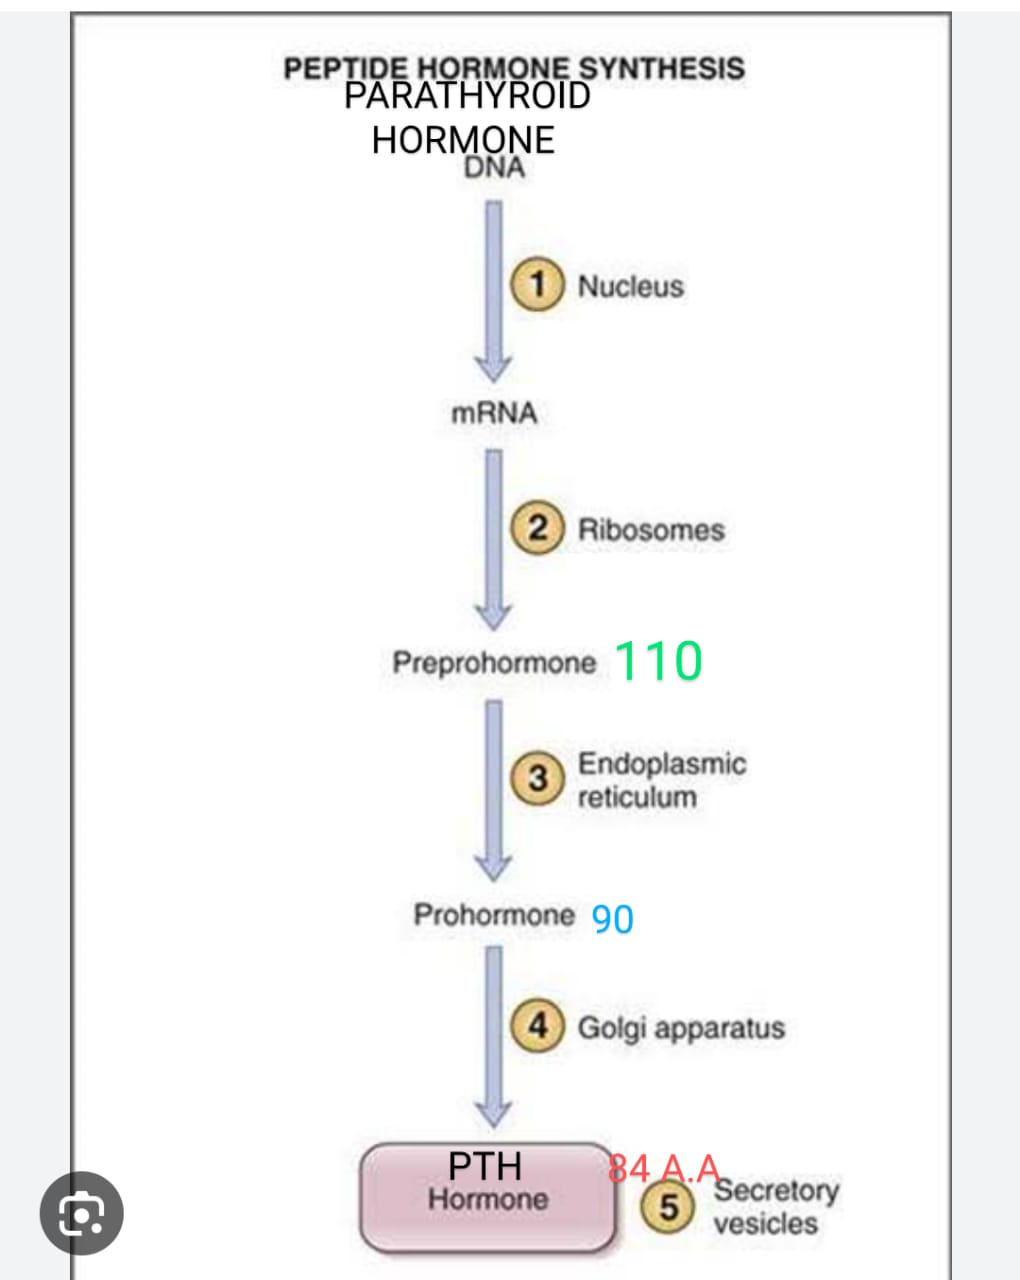 PEPTIDE HORMONE SYNTHESIS
PARATHYROID
HORMONE
DNA
1 Nucleus
mRNA
2 Ribosomes
Preprohormone 110
3 Endoplasmic
reticulum
Prohormone 90
4 Golgi apparatus
PTH 84 A.A
Hormone 5 Secretory
vesicles